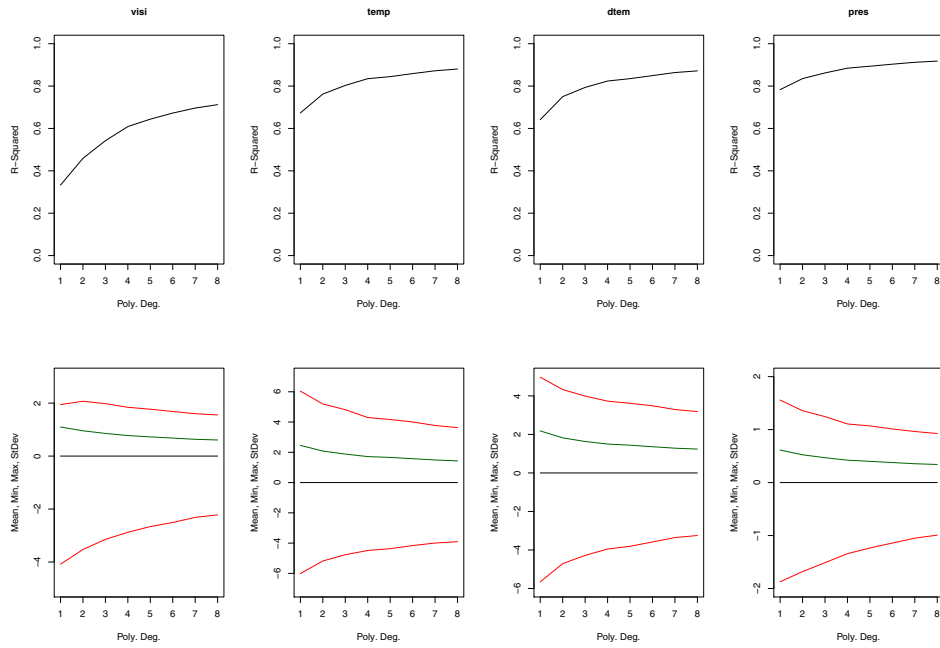 visi
temp
dtem
pres
R−Squared
0.0 0.2 0.4 0.6 0.8 1.0
1 2 3 4 5 6 7 8
Poly. Deg.
R−Squared
0.0 0.2 0.4 0.6 0.8 1.0
1 2 3 4 5 6 7 8
Poly. Deg.
R−Squared
0.0 0.2 0.4 0.6 0.8 1.0
1 2 3 4 5 6 7 8
Poly. Deg.
R−Squared
0.0 0.2 0.4 0.6 0.8 1.0
1 2 3 4 5 6 7 8
Poly. Deg.
Mean, Min, Max, StDev
−4 −2 0 2
1 2 3 4 5 6 7 8
Poly. Deg.
Mean, Min, Max, StDev
−6 −4 −2 0 2 4 6
1 2 3 4 5 6 7 8
Poly. Deg.
Mean, Min, Max, StDev
−6 −4 −2 0 2 4
1 2 3 4 5 6 7 8
Poly. Deg.
Mean, Min, Max, StDev
−2 −1 0 1 2
1 2 3 4 5 6 7 8
Poly. Deg.